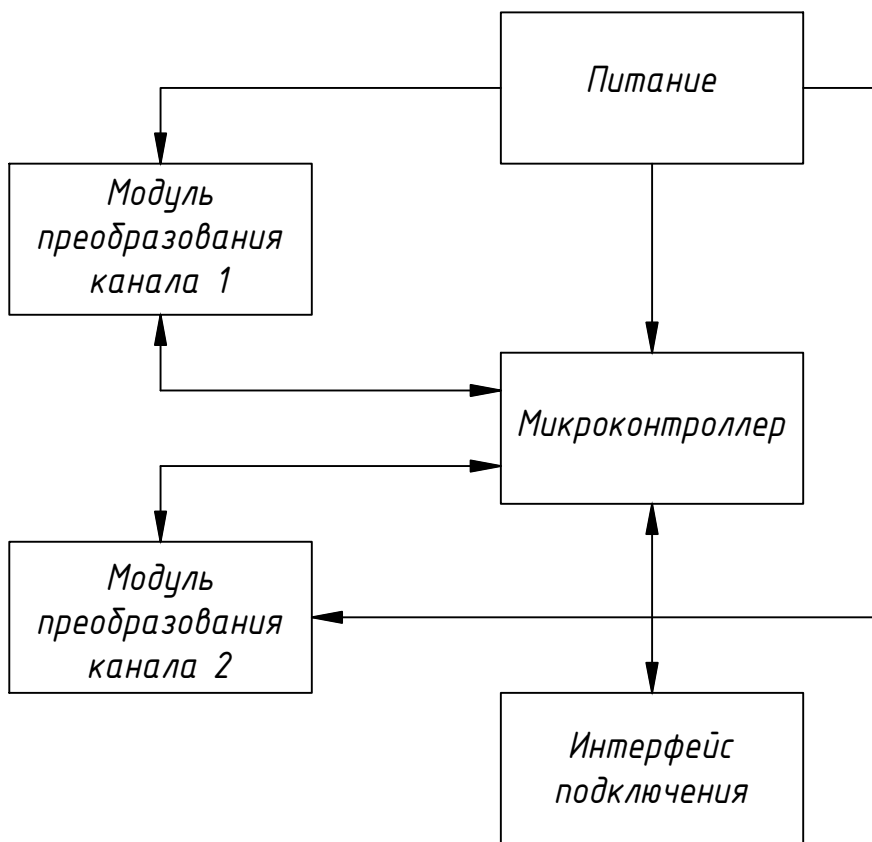 Питание
Модуль
преобразования
канала 1
Микроконтроллер
Модуль
преобразования
канала 2
Интерфейс
подключения